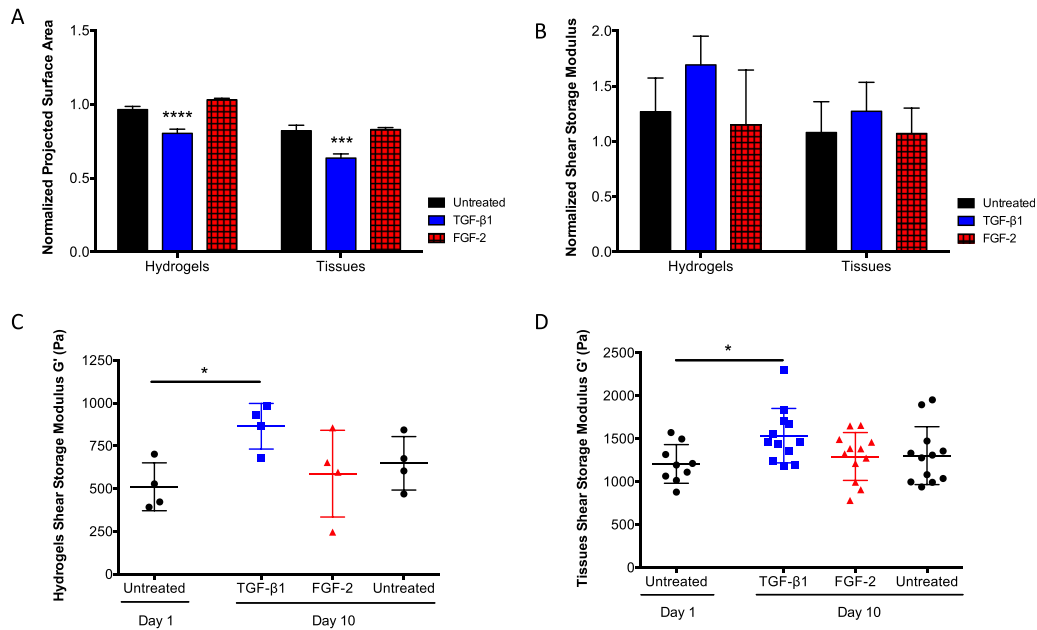 A
Normalized Projected Surface Area
1.5
1.0
0.5
0.0
****
***
Hydrogels
Tissues
Untreated
TGF-β1
FGF-2
B
Normalized Shear Storage Modulus
2.0
1.5
1.0
0.5
0.0
Hydrogels
Tissues
Untreated
TGF-β1
FGF-2
C
Hydrogels Shear Storage Modulus G' (Pa)
1250
1000
750
500
250
0
*
Untreated
TGF-β1
FGF-2
Untreated
Day 1
Day 10
D
Tissues Shear Storage Modulus G' (Pa)
2500
2000
1500
1000
500
0
*
Untreated
TGF-β1
FGF-2
Untreated
Day 1
Day 10